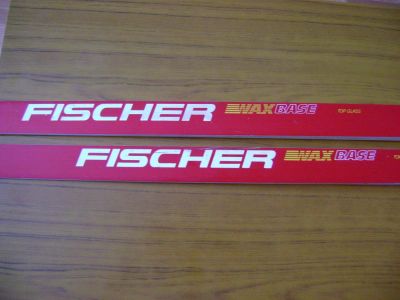 FISCHER WAX BASE TOP GLASS
FISCHER WAX BASE